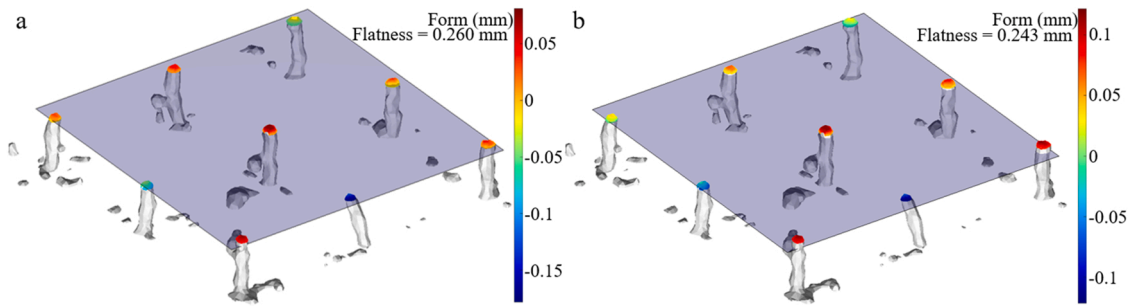 a
Form (mm)
Flatness = 0.260 mm
0.05
0
-0.05
-0.1
-0.15
b
Form (mm)
Flatness = 0.243 mm
0.1
0.05
0
-0.05
-0.1